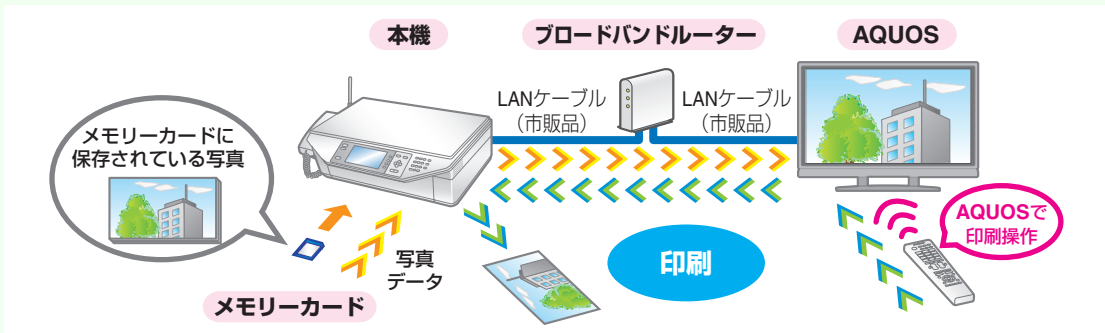 本機
ブロードバンドルーター
AQUOS
LANケーブル
（市販品）
LANケーブル
（市販品）
メモリーカードに
保存されている写真
AQUOSで
印刷操作
印刷
写真
データ
メモリーカード